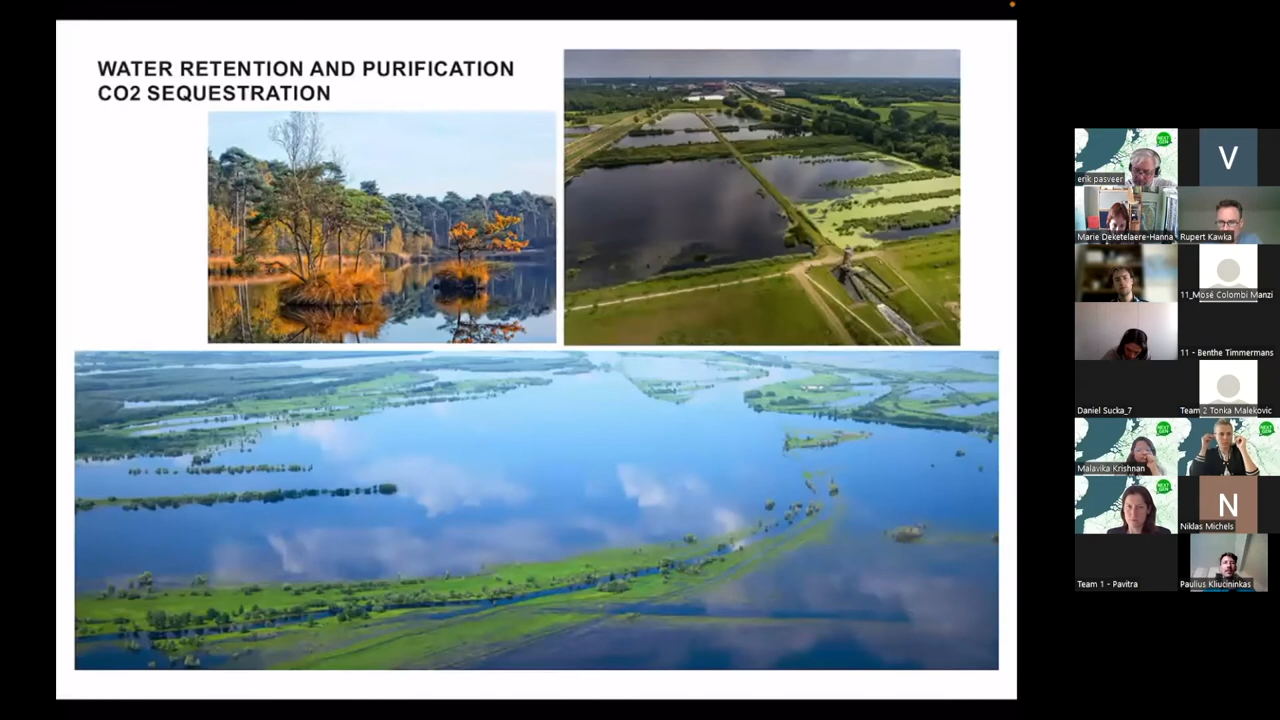 WATER RETENTION AND PURIFICATION
CO2 SEQUESTRATION
erik pasveer
V
Marie Deketelaere-Hanna
Rupert Kawka
11_Mosé Colombi Manzi
11 - Benthe Timmermans
Daniel Sucka_7
Team 2 Tonka Malekovic
Malavika Krishnan
N
Niklas Michels
Team 1 - Pavitra
Paulius Kliucininkas